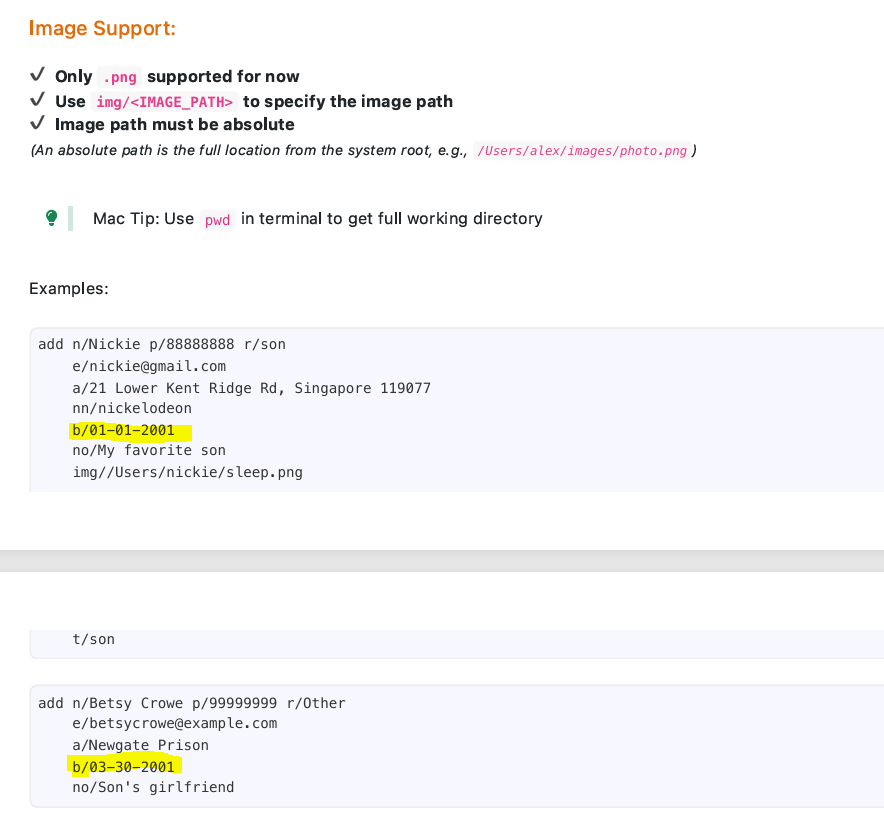 Image Support:
✓ Only .png supported for now
✓ Use img/<IMAGE_PATH> to specify the image path
✓ Image path must be absolute
(An absolute path is the full location from the system root, e.g., /Users/alex/images/photo.png )
Mac Tip: Use pwd in terminal to get full working directory
Examples:
add n/Nickie p/88888888 r/son
e/nickie@gmail.com
a/21 Lower Kent Ridge Rd, Singapore 119077
nn/nickelodeon
b/01-01-2001
no/My favorite son
img//Users/nickie/sleep.png
t/son
add n/Betsy Crowe p/99999999 r/Other
e/betsycrowe@example.com
a/Newgate Prison
b/03-30-2001
no/Son's girlfriend